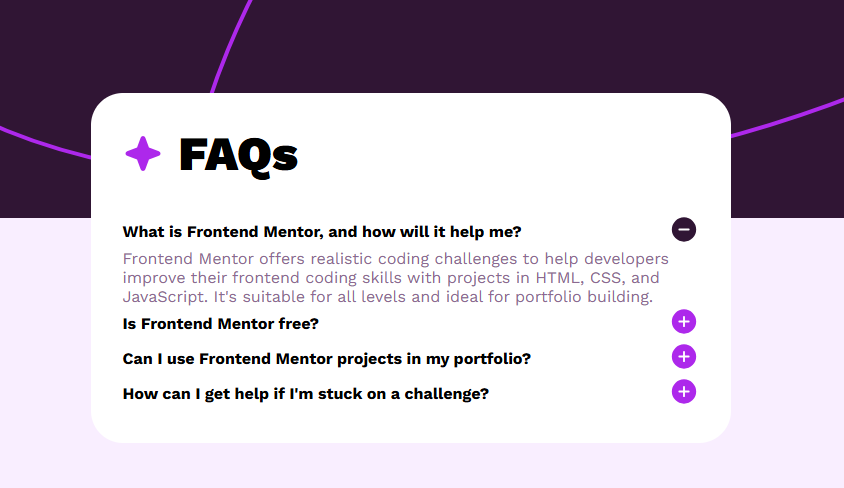 FAQs
What is Frontend Mentor, and how will it help me?
Frontend Mentor offers realistic coding challenges to help developers
improve their frontend coding skills with projects in HTML, CSS, and
JavaScript. It's suitable for all levels and ideal for portfolio building.
Is Frontend Mentor free?
Can I use Frontend Mentor projects in my portfolio?
How can I get help if I'm stuck on a challenge?